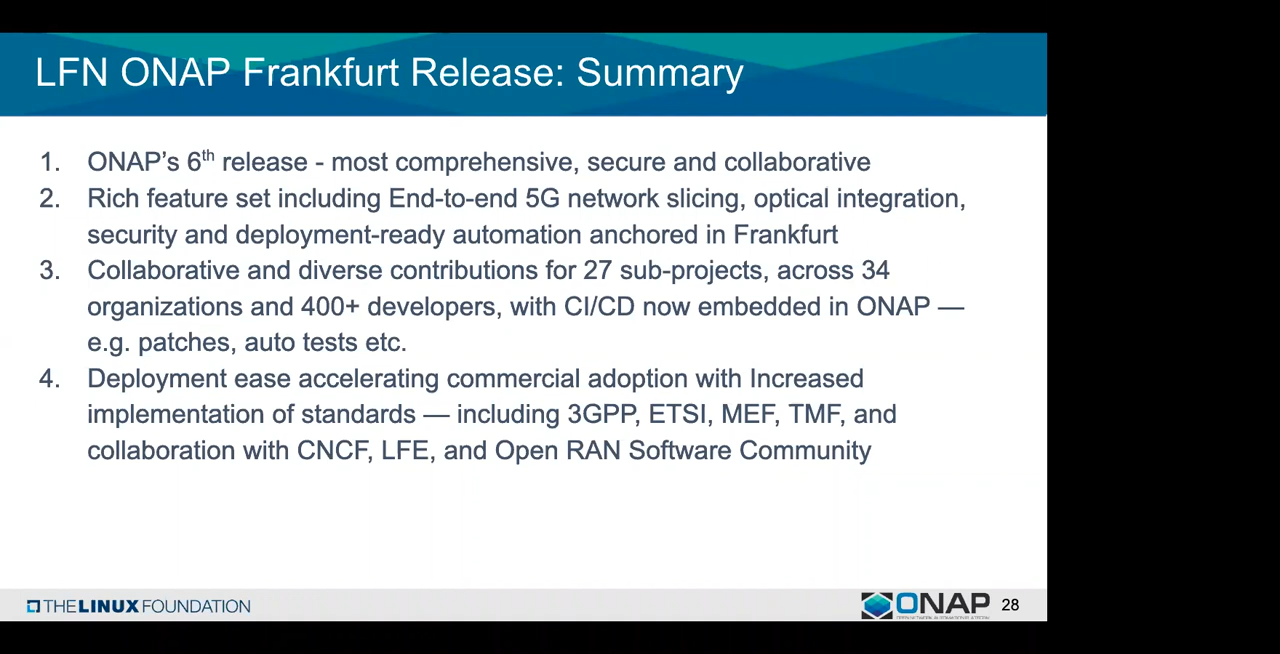 LFN ONAP Frankfurt Release: Summary
1. ONAP’s 6th release - most comprehensive, secure and collaborative
2. Rich feature set including End-to-end 5G network slicing, optical integration,
security and deployment-ready automation anchored in Frankfurt
3. Collaborative and diverse contributions for 27 sub-projects, across 34
organizations and 400+ developers, with CI/CD now embedded in ONAP —
e.g. patches, auto tests etc.
4. Deployment ease accelerating commercial adoption with Increased
implementation of standards — including 3GPP, ETSI, MEF, TMF, and
collaboration with CNCF, LFE, and Open RAN Software Community
THE LINUX FOUNDATION
ONAP 28